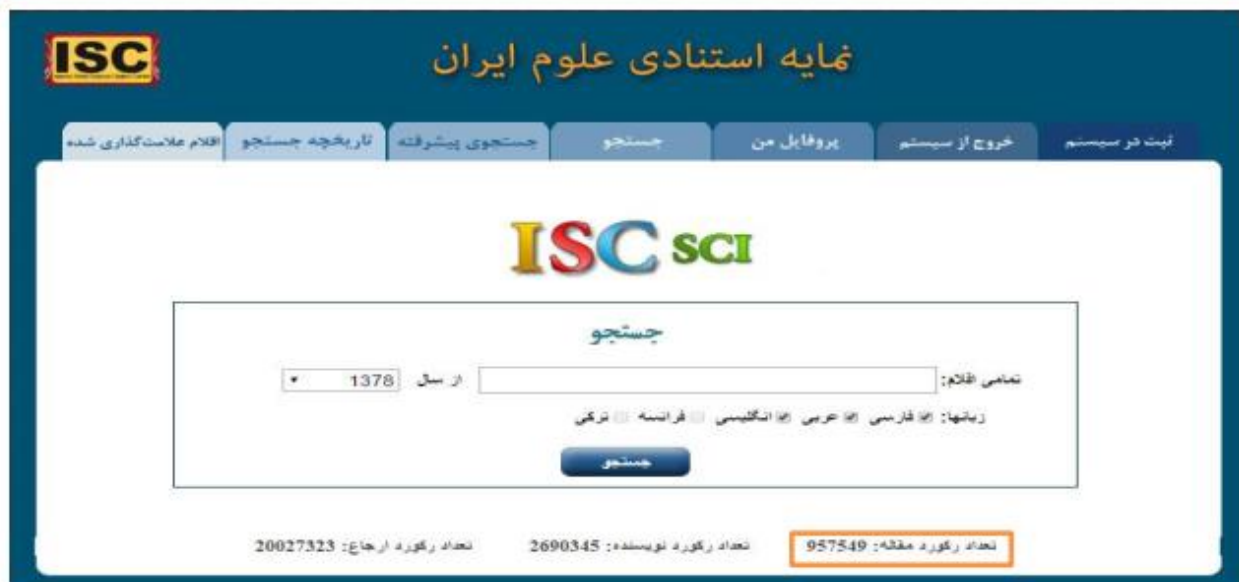 ISC
نمایه استنادی علوم ایران
ثبت در سیستم خروج از سیستم پروفایل من جستجو جستجوی پیشرفته تاریخچه جستجو اقلام علامت‌گذاری شده
ISC SCI
جستجو
تمامی اقلام: از سال 1378
زبانها: فارسی عربی انگلیسی فرانسه ترکی
جستجو
تعداد رکورد مقاله: 957549 تعداد رکورد نویسنده: 2690345 تعداد رکورد ارجاع: 20027323